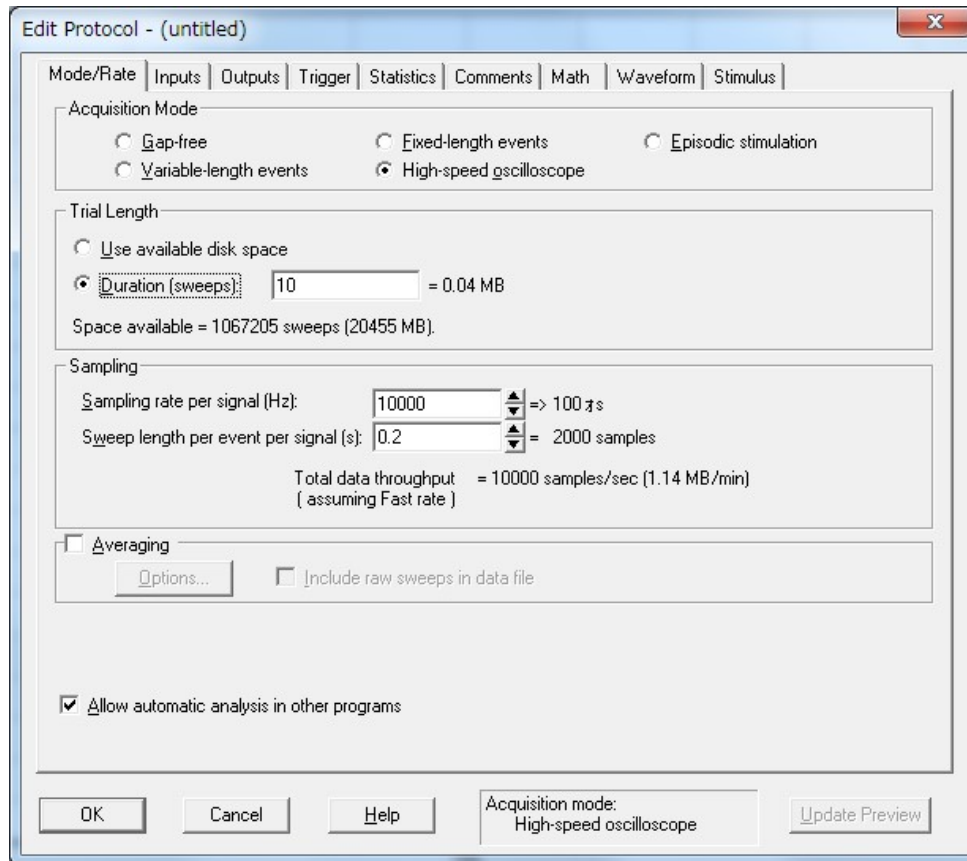 Edit Protocol - (untitled)
Mode/Rate Inputs Outputs Trigger Statistics Comments Math Waveform Stimulus
Acquisition Mode
Gap-free Fixed-length events Episodic stimulation
Variable-length events High-speed oscilloscope
Trial Length
Use available disk space
Duration (sweeps): 10 = 0.04 MB
Space available = 1067205 sweeps (20455 MB).
Sampling
Sampling rate per signal (Hz): 10000 => 100
Sweep length per event per signal (s): 0.2 = 2000 samples
Total data throughput = 10000 samples/sec (1.14 MB/min)
( assuming Fast rate )
Averaging
Options... Include raw sweeps in data file
Allow automatic analysis in other programs
OK Cancel Help Acquisition mode: Update Preview
High-speed oscilloscope